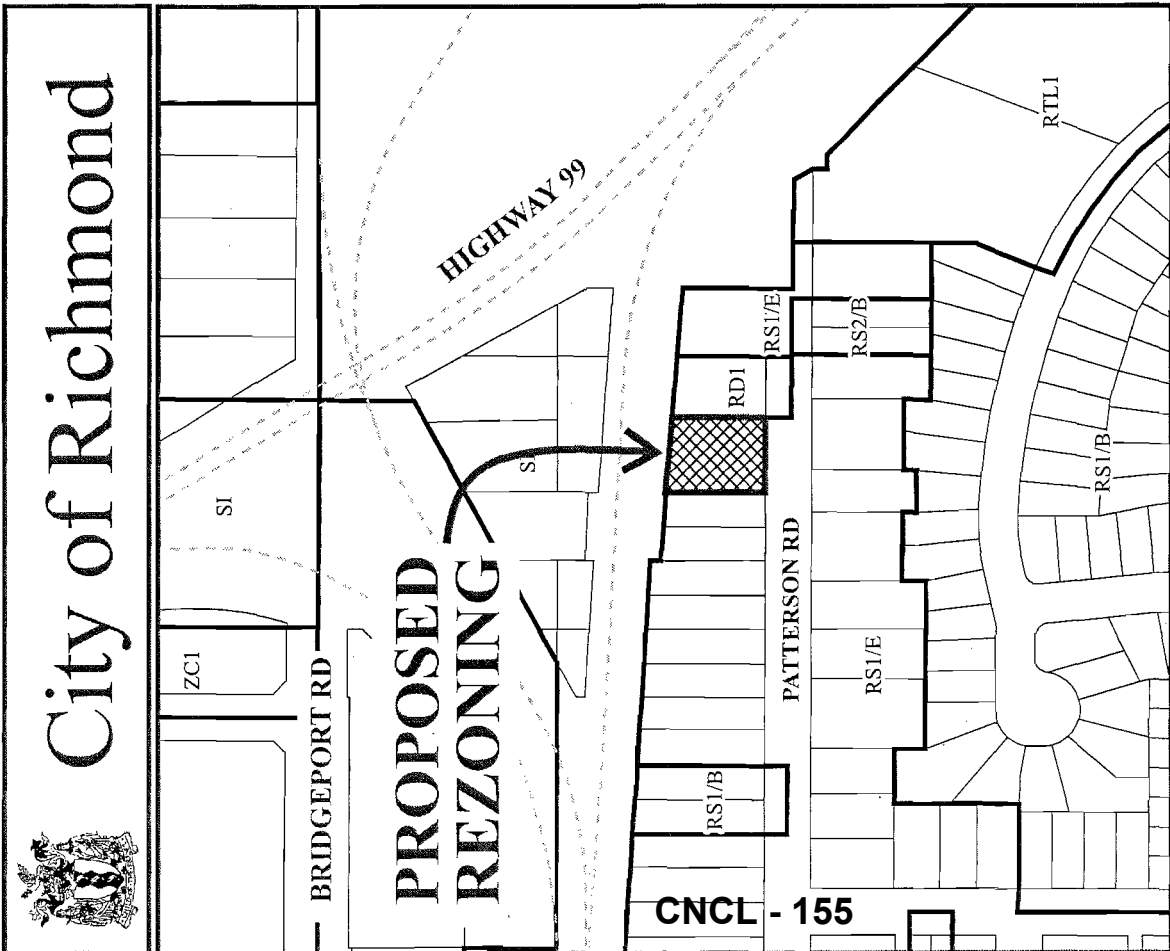 City of Richmond
SI
ZC1
BRIDGEPORT RD
HIGHWAY 99
PROPOSED
REZONING
SI
RTL1
RS1/E
RS2/B
RD1
PATTERSON RD
RS1/E
RS1/B
RS1/B
CNCL - 155